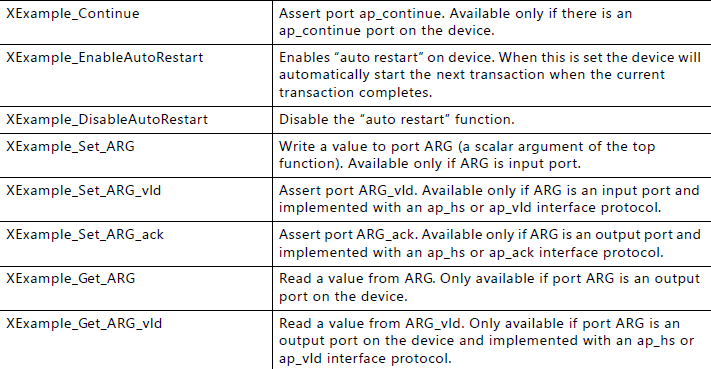 XExample_Continue
Assert port ap_continue. Available only if there is an
ap_continue port on the device.
XExample_EnableAutoRestart
Enables “auto restart” on device. When this is set the device will
automatically start the next transaction when the current
transaction completes.
XExample_DisableAutoRestart
Disable the “auto restart” function.
XExample_Set_ARG
Write a value to port ARG (a scalar argument of the top
function). Available only if ARG is input port.
XExample_Set_ARG_vld
Assert port ARG_vld. Available only if ARG is an input port and
implemented with an ap_hs or ap_vld interface protocol.
XExample_Set_ARG_ack
Assert port ARG_ack. Available only if ARG is an output port and
implemented with an ap_hs or ap_ack interface protocol.
XExample_Get_ARG
Read a value from ARG. Only available if port ARG is an output
port on the device.
XExample_Get_ARG_vld
Read a value from ARG_vld. Only available if port ARG is an
output port on the device and implemented with an ap_hs or
ap_vld interface protocol.